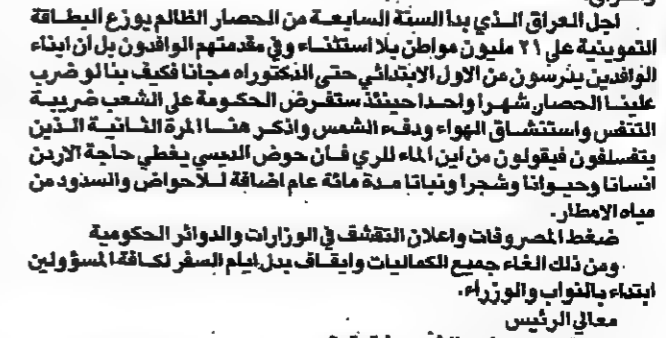 اجل العراق الذي بدأ السنة السابعة من الحصار الظالم يوزع البطاقة
التموينية على ٢١ مليون مواطن بلا استثناء وفي مقدمتهم الوافدون بل ان ابناء
الوافدين يدرسون من الاول الابتدائي حتى الدكتوراه مجانا فكيف بنا لو ضرب
علينا الحصار شهرا واحدا حينئذ ستفرض الحكومة على الشعب ضريبة
التنفس واستنشاق الهواء ودفء الشمس واذكر هنا المرة الثانية الذين
يتفسلفون فيقولون من اين الماء للري فان حوض الديسي يغطي حاجة الاردن
انسانا وحيوانا وشجرا ونباتا مدة مائة عام اضافة للاحواض والسدود من
مياه الامطار.
ضغط المصروفات واعلان التقشف في الوزارات والدوائر الحكومية
ومن ذلك الغاء جميع الكماليات وايقاف بدل ايام السفر لكافة المسؤولين
ابتداء بالنواب والوزراء.
معالي الرئيس